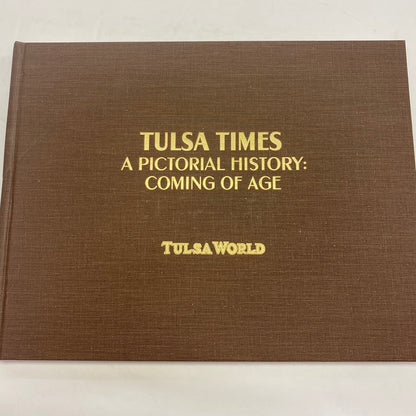 TULSA TIMES
A PICTORIAL HISTORY:
COMING OF AGE
TULSA WORLD